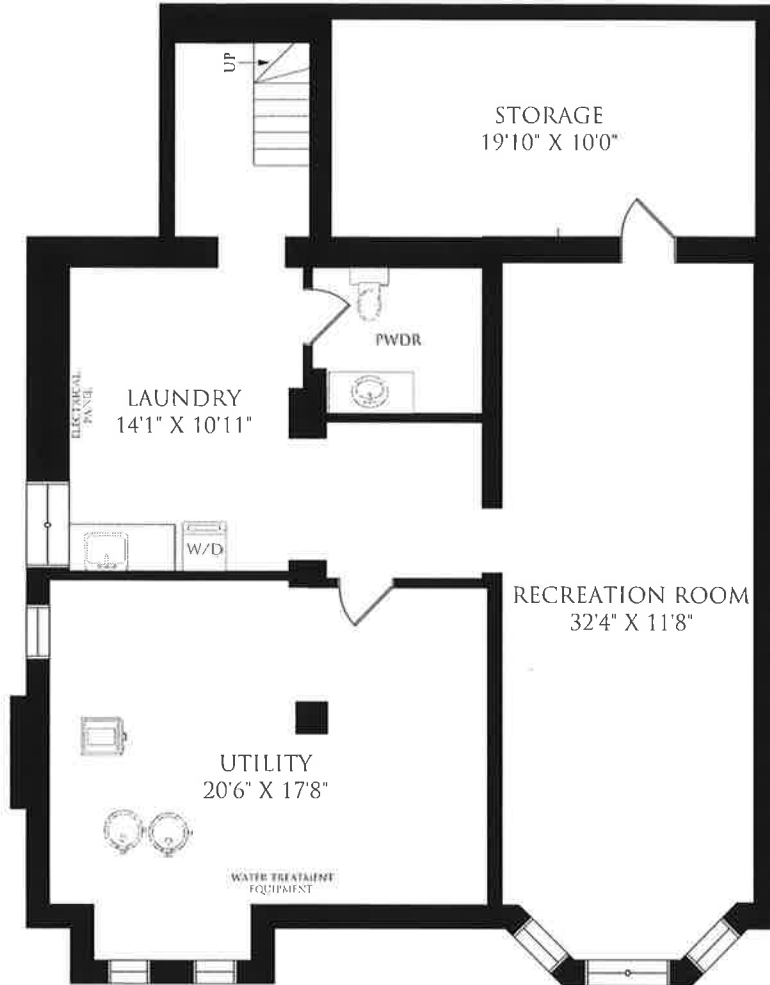 UP
STORAGE
19'10" X 10'0"
PWDR
ELECTRICAL
PANEL
LAUNDRY
14'1" X 10'11"
W/D
RECREATION ROOM
32'4" X 11'8"
UTILITY
20'6" X 17'8"
WATER TREATMENT
EQUIPMENT